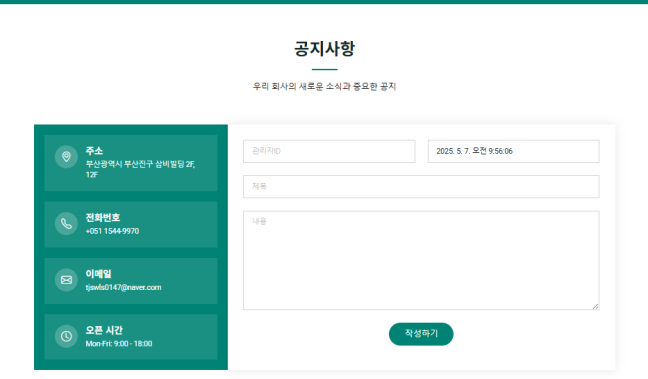 공지사항
우리 회사의 새로운 소식과 중요한 공지
주소
부산광역시 부산진구 삼비빌딩 2F,
12F
전화번호
+051 1544-9970
이메일
tjswls0147@naver.com
오픈 시간
Mon-Fri: 9:00 - 18:00
관리자ID
2025. 5. 7. 오전 9:56:06
제목
내용
작성하기